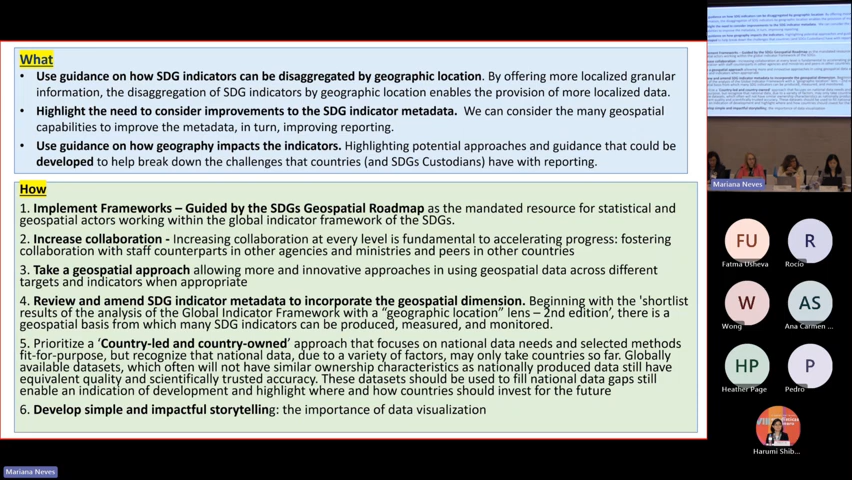 What
• Use guidance on how SDG indicators can be disaggregated by geographic location. By offering more localized granular
information, the disaggregation of SDG indicators by geographic location enables the provision of more localized data.
• Highlight the need to consider improvements to the SDG indicator metadata. We can consider the many geospatial
capabilities to improve the metadata, in turn, improving reporting.
• Use guidance on how geography impacts the indicators. Highlighting potential approaches and guidance that could be
developed to help break down the challenges that countries (and SDGs Custodians) have with reporting.
How
1. Implement Frameworks – Guided by the SDGs Geospatial Roadmap as the mandated resource for statistical and
geospatial actors working within the global indicator framework of the SDGs.
2. Increase collaboration - Increasing collaboration at every level is fundamental to accelerating progress: fostering
collaboration with staff counterparts in other agencies and ministries and peers in other countries
3. Take a geospatial approach allowing more and innovative approaches in using geospatial data across different
targets and indicators when appropriate
4. Review and amend SDG indicator metadata to incorporate the geospatial dimension. Beginning with the 'shortlist
results of the analysis of the Global Indicator Framework with a "geographic location" lens – 2nd edition', there is a
geospatial basis from which many SDG indicators can be produced, measured, and monitored.
5. Prioritize a 'Country-led and country-owned' approach that focuses on national data needs and selected methods
fit-for-purpose, but recognize that national data, due to a variety of factors, may only take countries so far. Globally
available datasets, which often will not have similar ownership characteristics as nationally produced data still have
equivalent quality and scientifically trusted accuracy. These datasets should be used to fill national data gaps still
enable an indication of development and highlight where and how countries should invest for the future
6. Develop simple and impactful storytelling: the importance of data visualization
Mariana Neves
Mariana Neves
FU
R
Fatma Usheva
Rocio
W
AS
Wong
Ana Carmen ...
HP
P
Heather Page
Pedro
Harumi Shib...